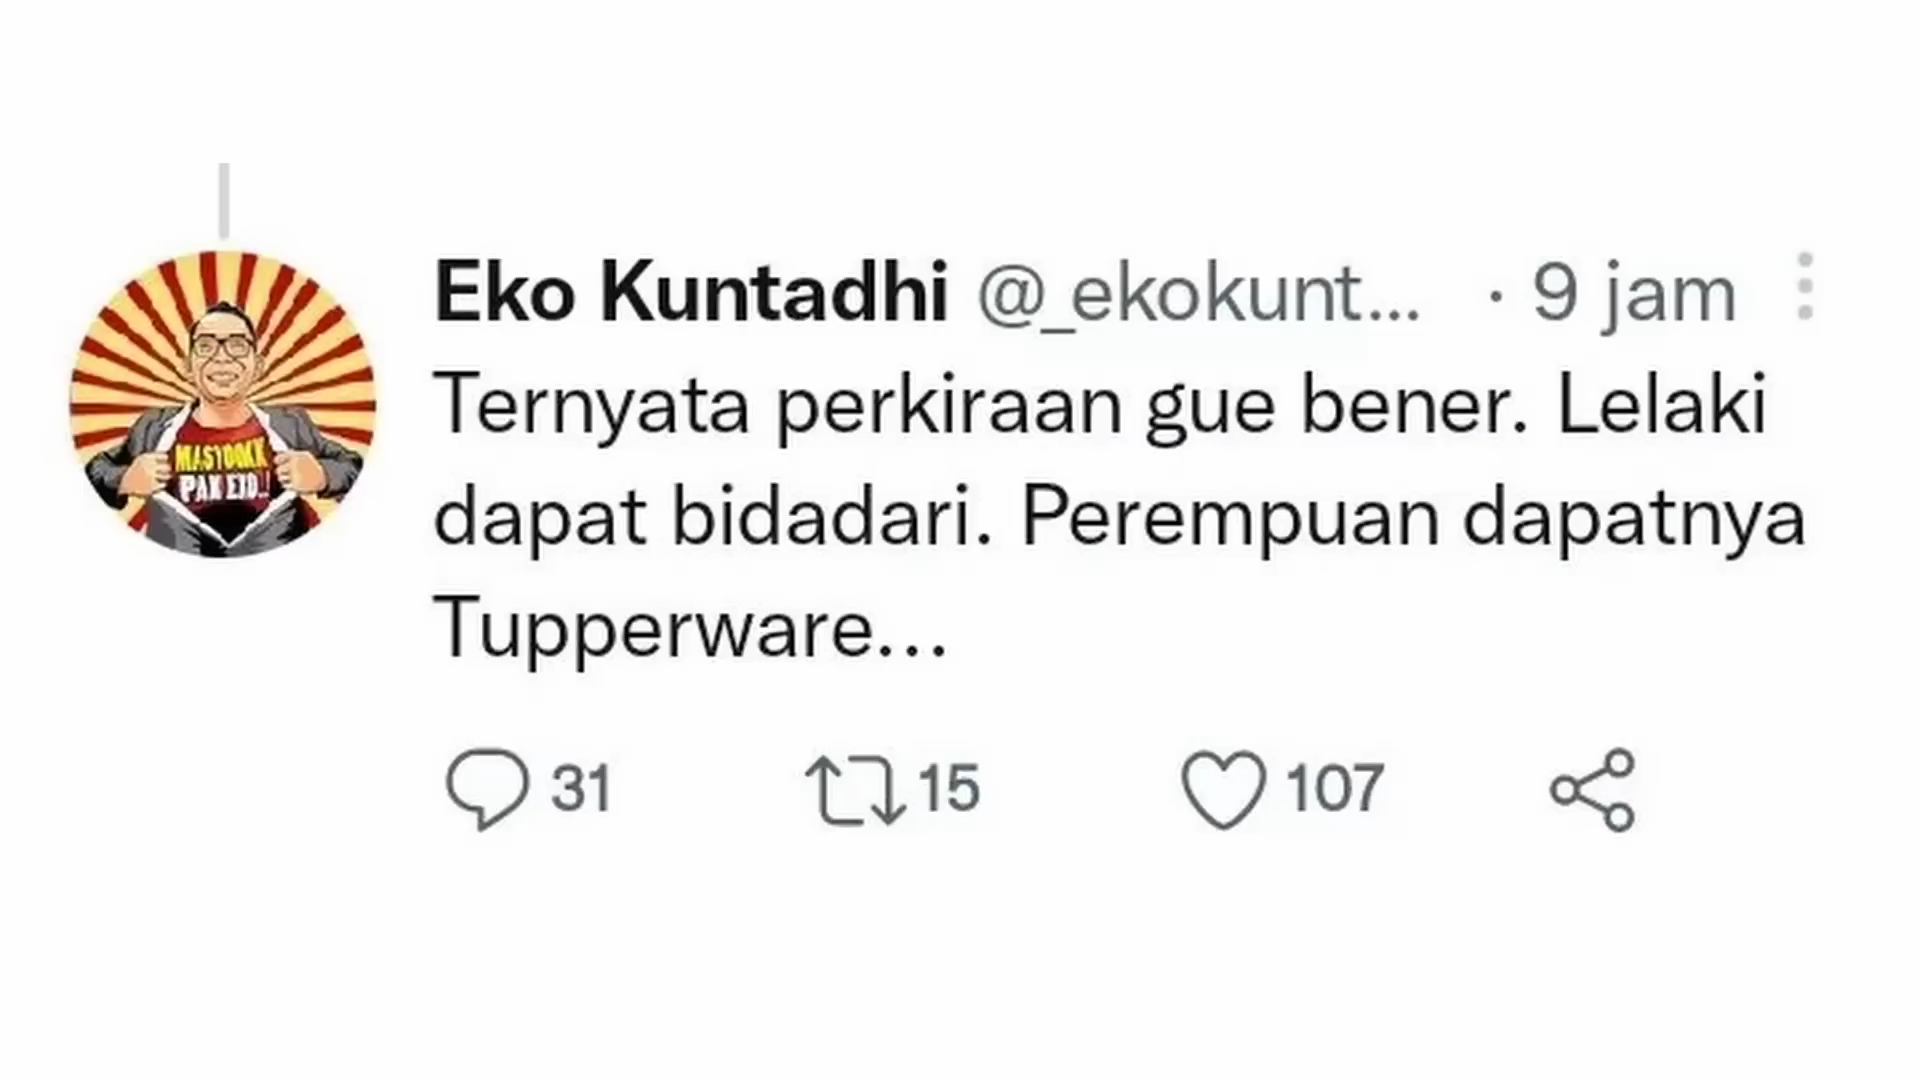 Eko Kuntadhi @_ekokunt... · 9 jam
Ternyata perkiraan gue bener. Lelaki
dapat bidadari. Perempuan dapatnya
Tupperware...
31 15 107
PAK EKO..!